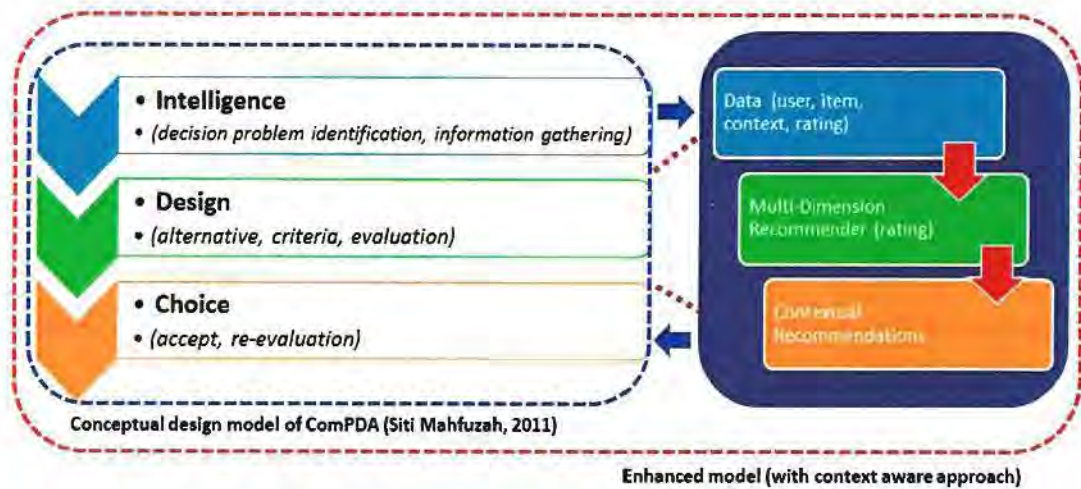 • Intelligence
• (decision problem identification, information gathering)
• Design
• (alternative, criteria, evaluation)
• Choice
• (accept, re-evaluation)
Conceptual design model of ComPDA (Siti Mahfuzah, 2011)
Data (user, item,
context, rating)
Multi-Dimension
Recommender (rating)
Contextual
Recommendations
Enhanced model (with context aware approach)